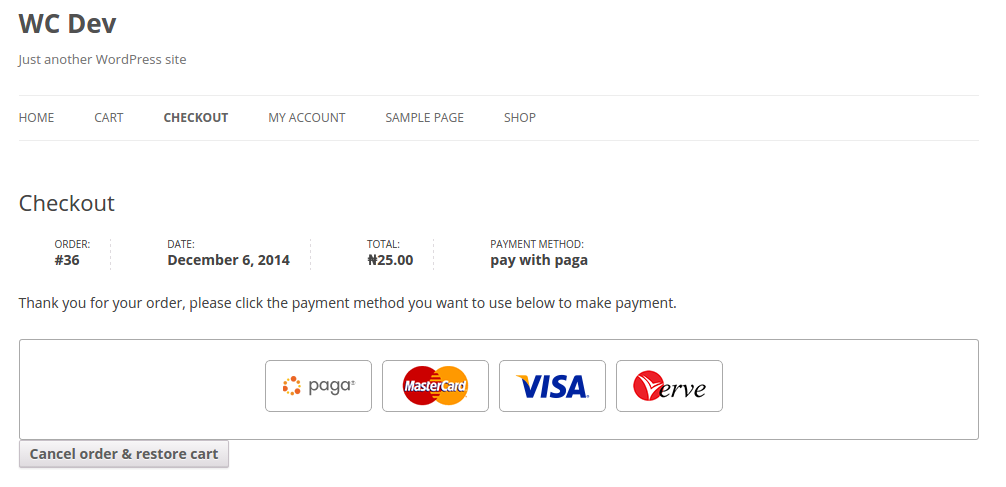 WC Dev
Just another WordPress site
HOME CART CHECKOUT MY ACCOUNT SAMPLE PAGE SHOP
Checkout
ORDER: DATE: TOTAL: PAYMENT METHOD:
#36 December 6, 2014 ₦25.00 pay with paga
Thank you for your order, please click the payment method you want to use below to make payment.
paga® MasterCard VISA Verve
Cancel order & restore cart